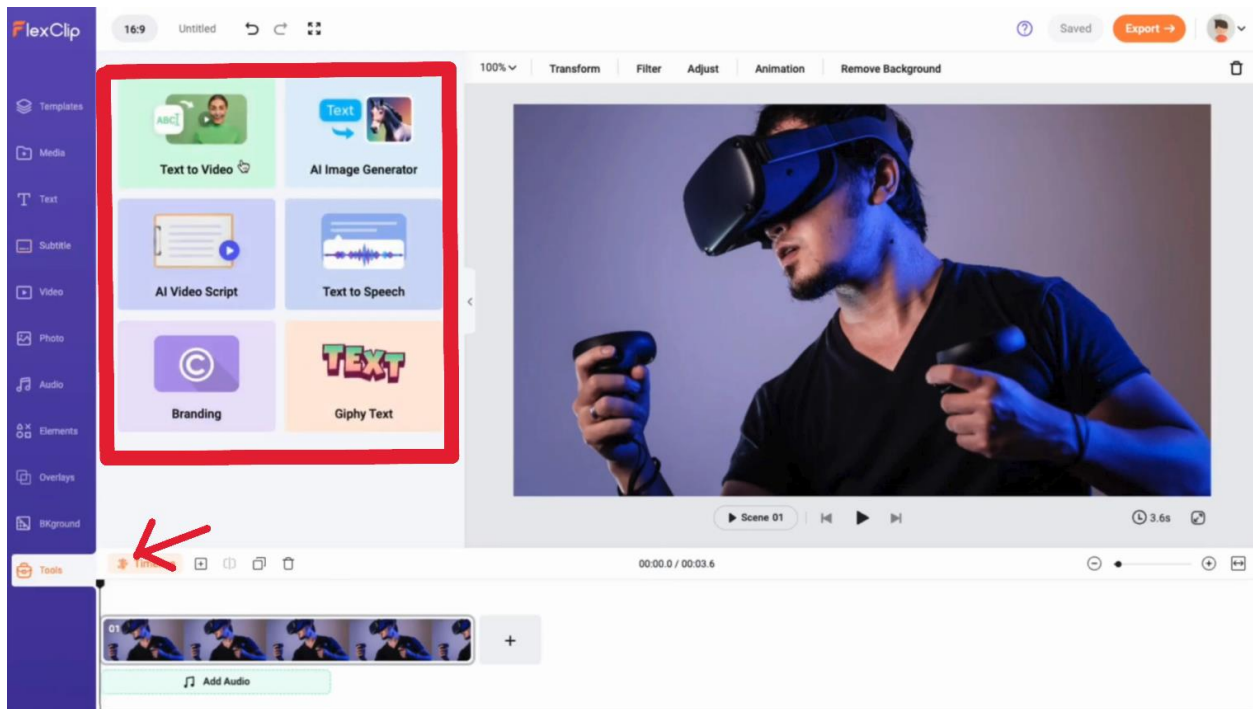 FlexClip
16:9 Untitled
Saved Export →
100% Transform Filter Adjust Animation Remove Background
Templates
Media
Text
Subtitle
Video
Photo
Audio
Elements
Overlays
BKground
Tools
ABC
Text to Video
Text
AI Image Generator
AI Video Script
Text to Speech
Branding
TEXT
Giphy Text
Scene 01
3.6s
00:00.0 / 00:03.6
01
+
Add Audio